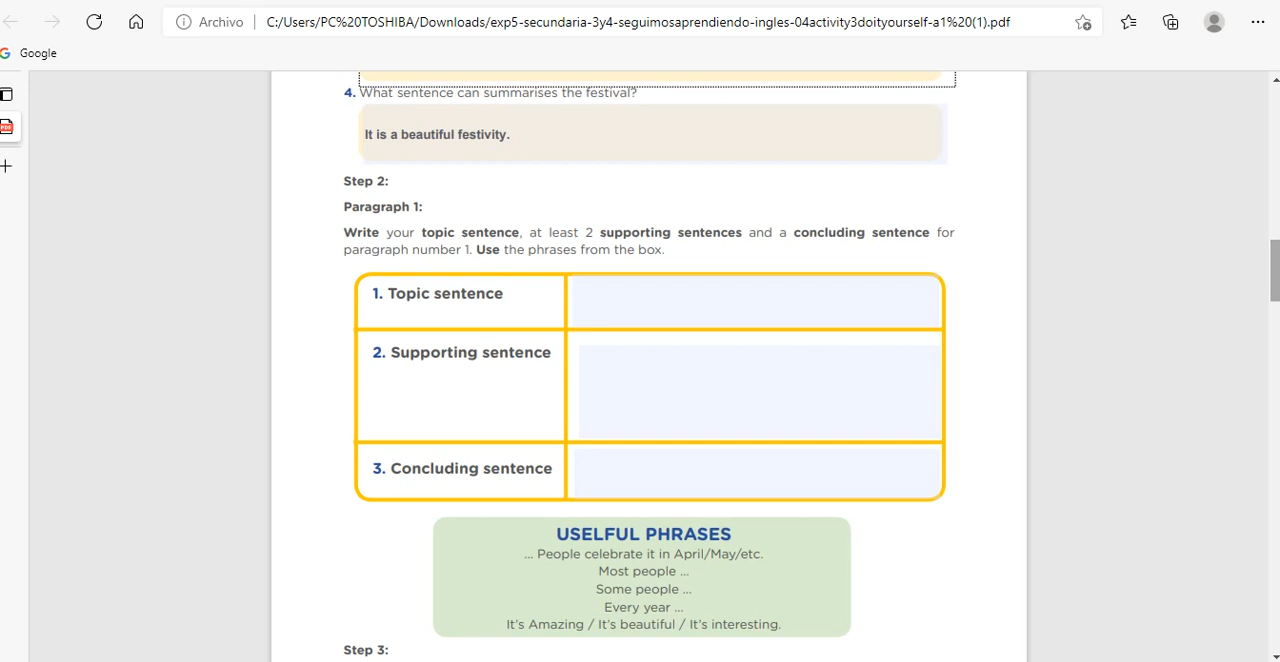 Archivo | C:/Users/PC%20TOSHIBA/Downloads/exp5-secundaria-3y4-seguimosaprendiendo-ingles-04activity3doityourself-a1%20(1).pdf
Google
PDF
4. What sentence can summarises the festival?
It is a beautiful festivity.
Step 2:
Paragraph 1:
Write your topic sentence, at least 2 supporting sentences and a concluding sentence for
paragraph number 1. Use the phrases from the box.
1. Topic sentence
2. Supporting sentence
3. Concluding sentence
USELFUL PHRASES
... People celebrate it in April/May/etc.
Most people ...
Some people ...
Every year ...
It's Amazing / It's beautiful / It's interesting.
Step 3: